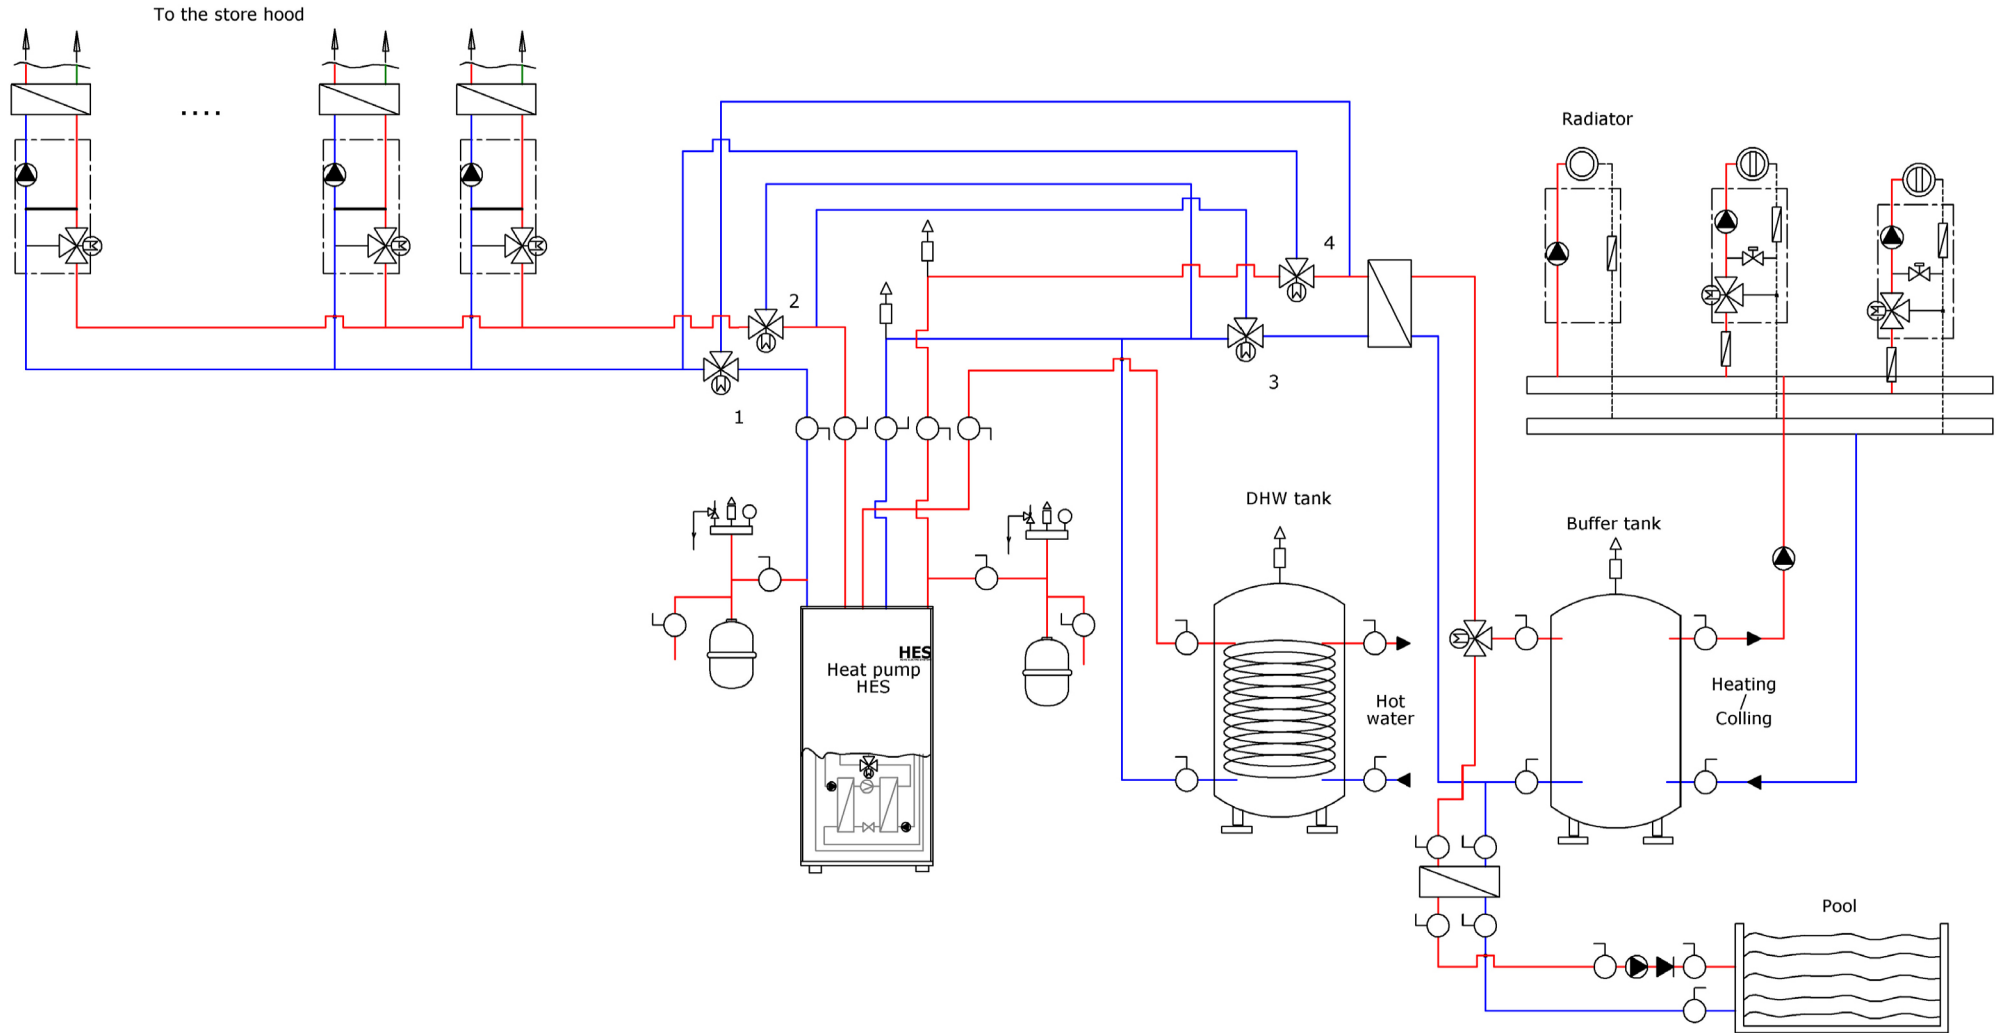 To the store hood
....
Radiator
4
2
3
1
DHW tank
Buffer tank
HES
Heat pump
HES
Hot
water
Heating
/
Colling
Pool